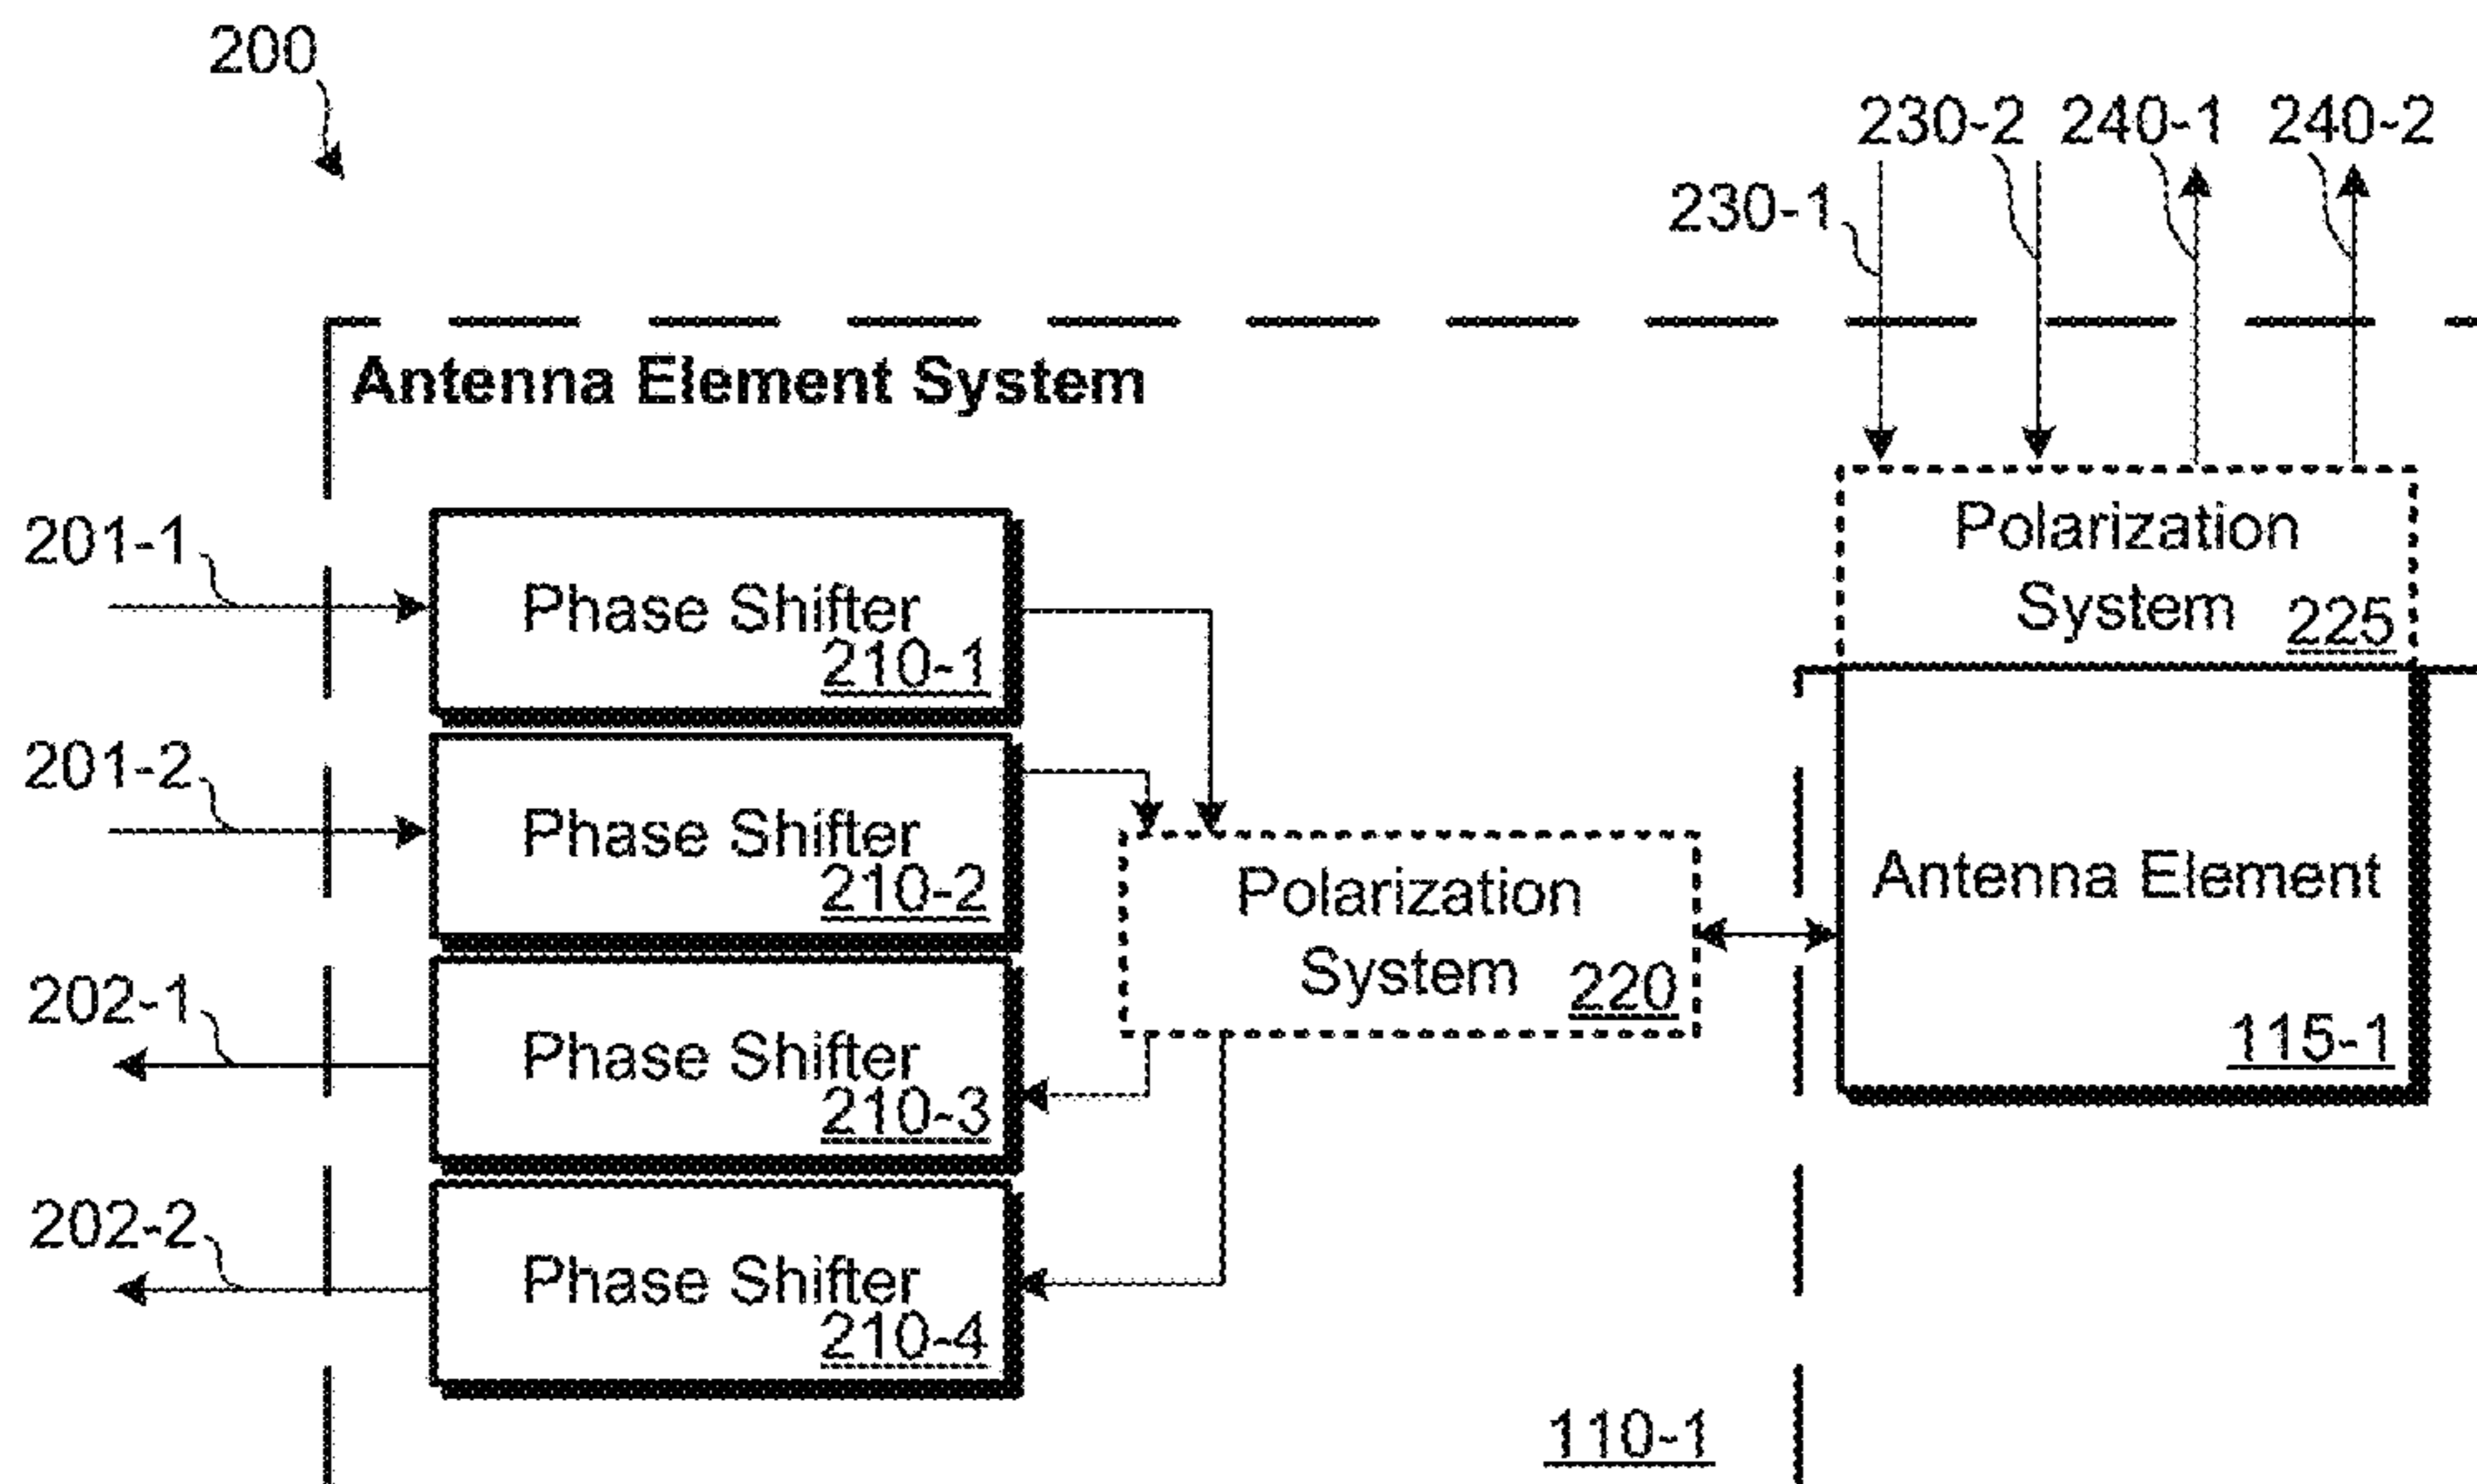 200
230-2 240-1 240-2
230-1
Antenna Element System
201-1
Phase Shifter
210-1
201-2
Phase Shifter
210-2
202-1
Phase Shifter
210-3
202-2
Phase Shifter
210-4
Polarization
System 220
Polarization
System 225
Antenna Element
115-1
110-1